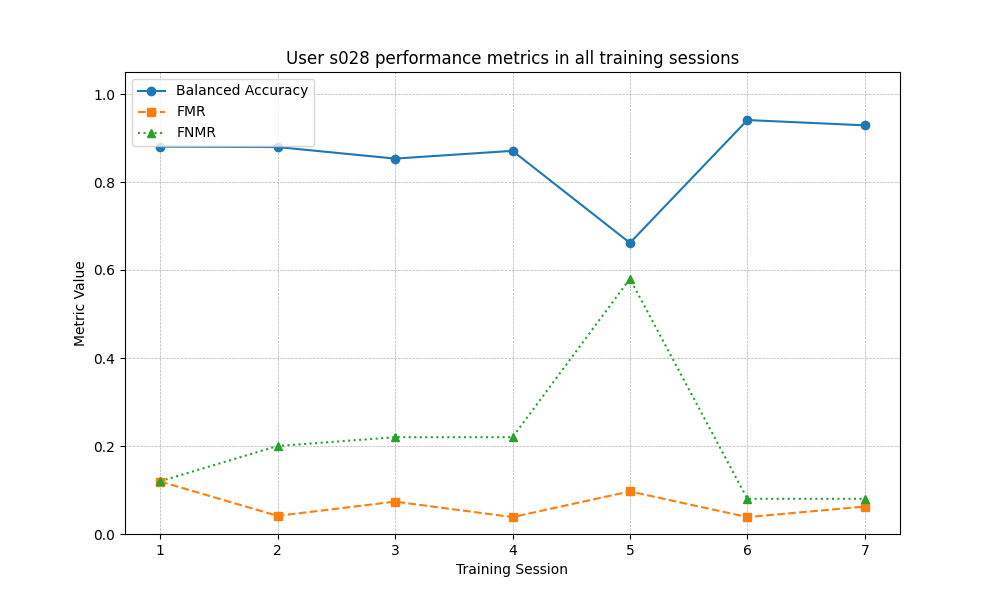 User s028 performance metrics in all training sessions
Balanced Accuracy
FMR
FNMR
1.0
0.8
0.6
0.4
0.2
0.0
Metric Value
1 2 3 4 5 6 7
Training Session